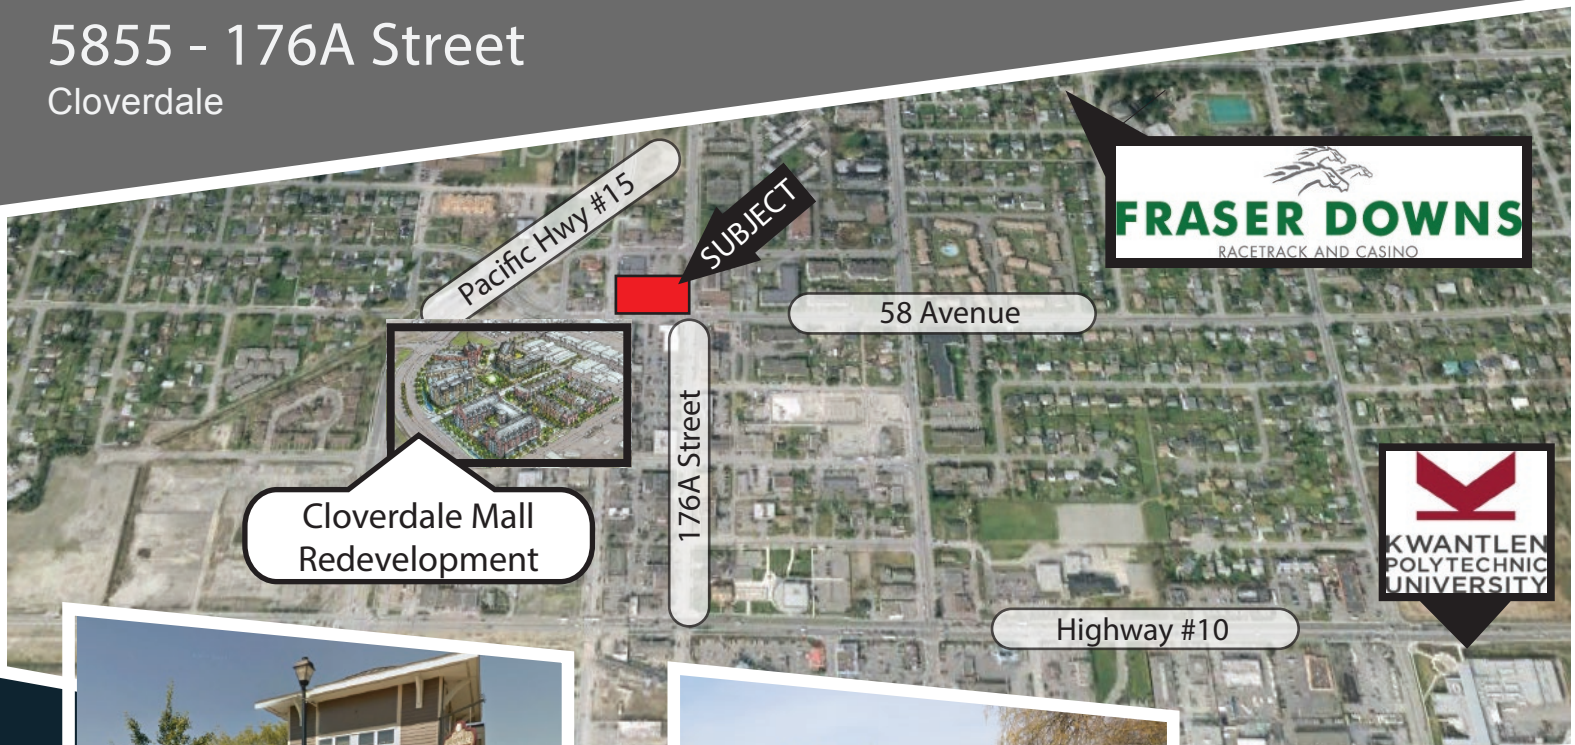 5855 - 176A Street
Cloverdale
Pacific Hwy #15
SUBJECT
FRASER DOWNS
RACETRACK AND CASINO
58 Avenue
176A Street
Cloverdale Mall
Redevelopment
KWANTLEN
POLYTECHNIC
UNIVERSITY
Highway #10